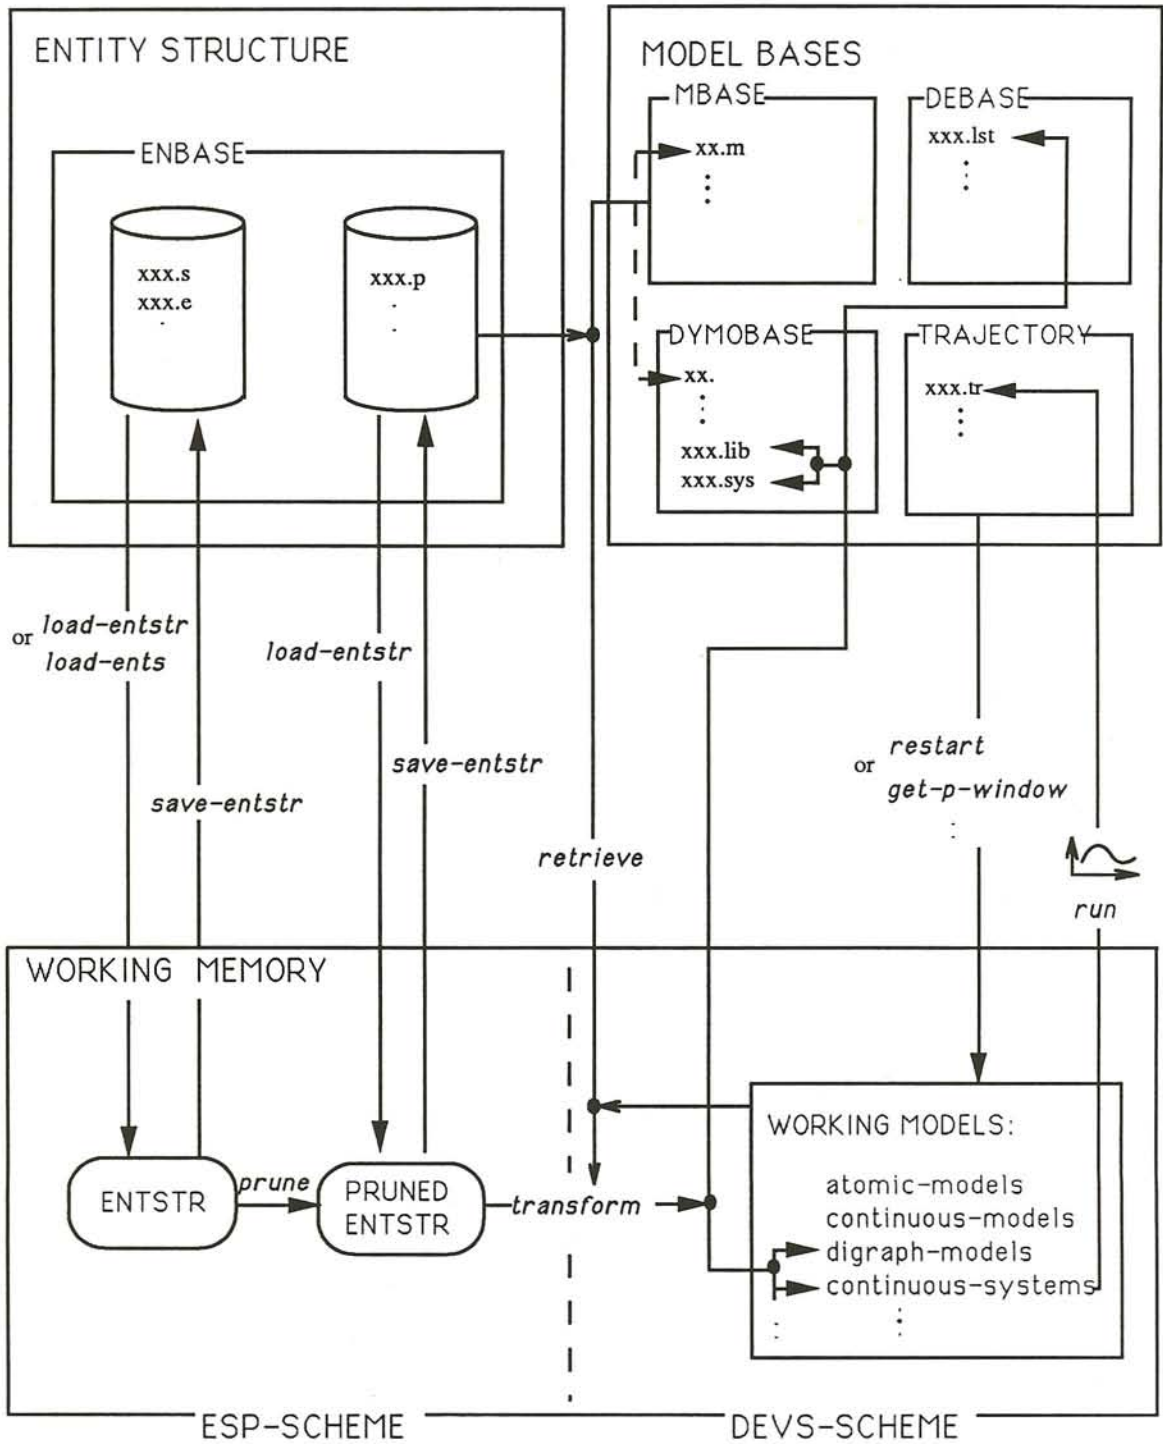 ENTITY STRUCTURE
ENBASE
xxx.s
xxx.e
xxx.p
MODEL BASES
MBASE
xx.m
DEBASE
xxx.lst
DYMOBASE
xx.
xxx.lib
xxx.sys
TRAJECTORY
xxx.tr
or load-entstr
load-ents
save-entstr
load-entstr
save-entstr
retrieve
restart
or
get-p-window
run
WORKING MEMORY
ENTSTR
prune
PRUNED
ENTSTR
transform
WORKING MODELS:
atomic-models
continuous-models
digraph-models
continuous-systems
ESP-SCHEME
DEVS-SCHEME